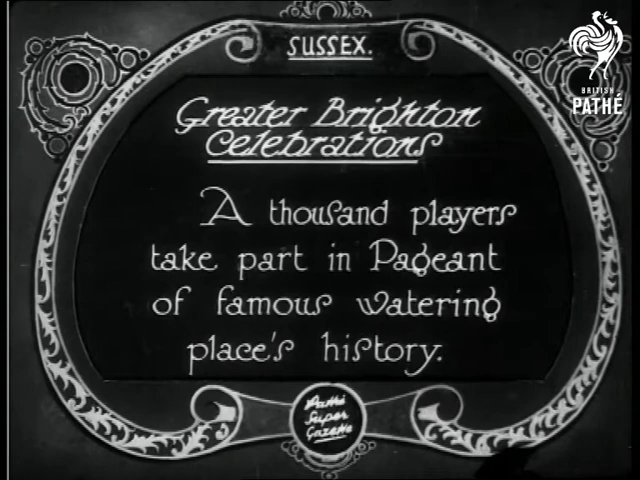 SUSSEX.
BRITISH
PATHÉ
Greater Brighton
Celebrations
A thousand players
take part in Pageant
of famous watering
place's history.
Pathé
Super
Gazette